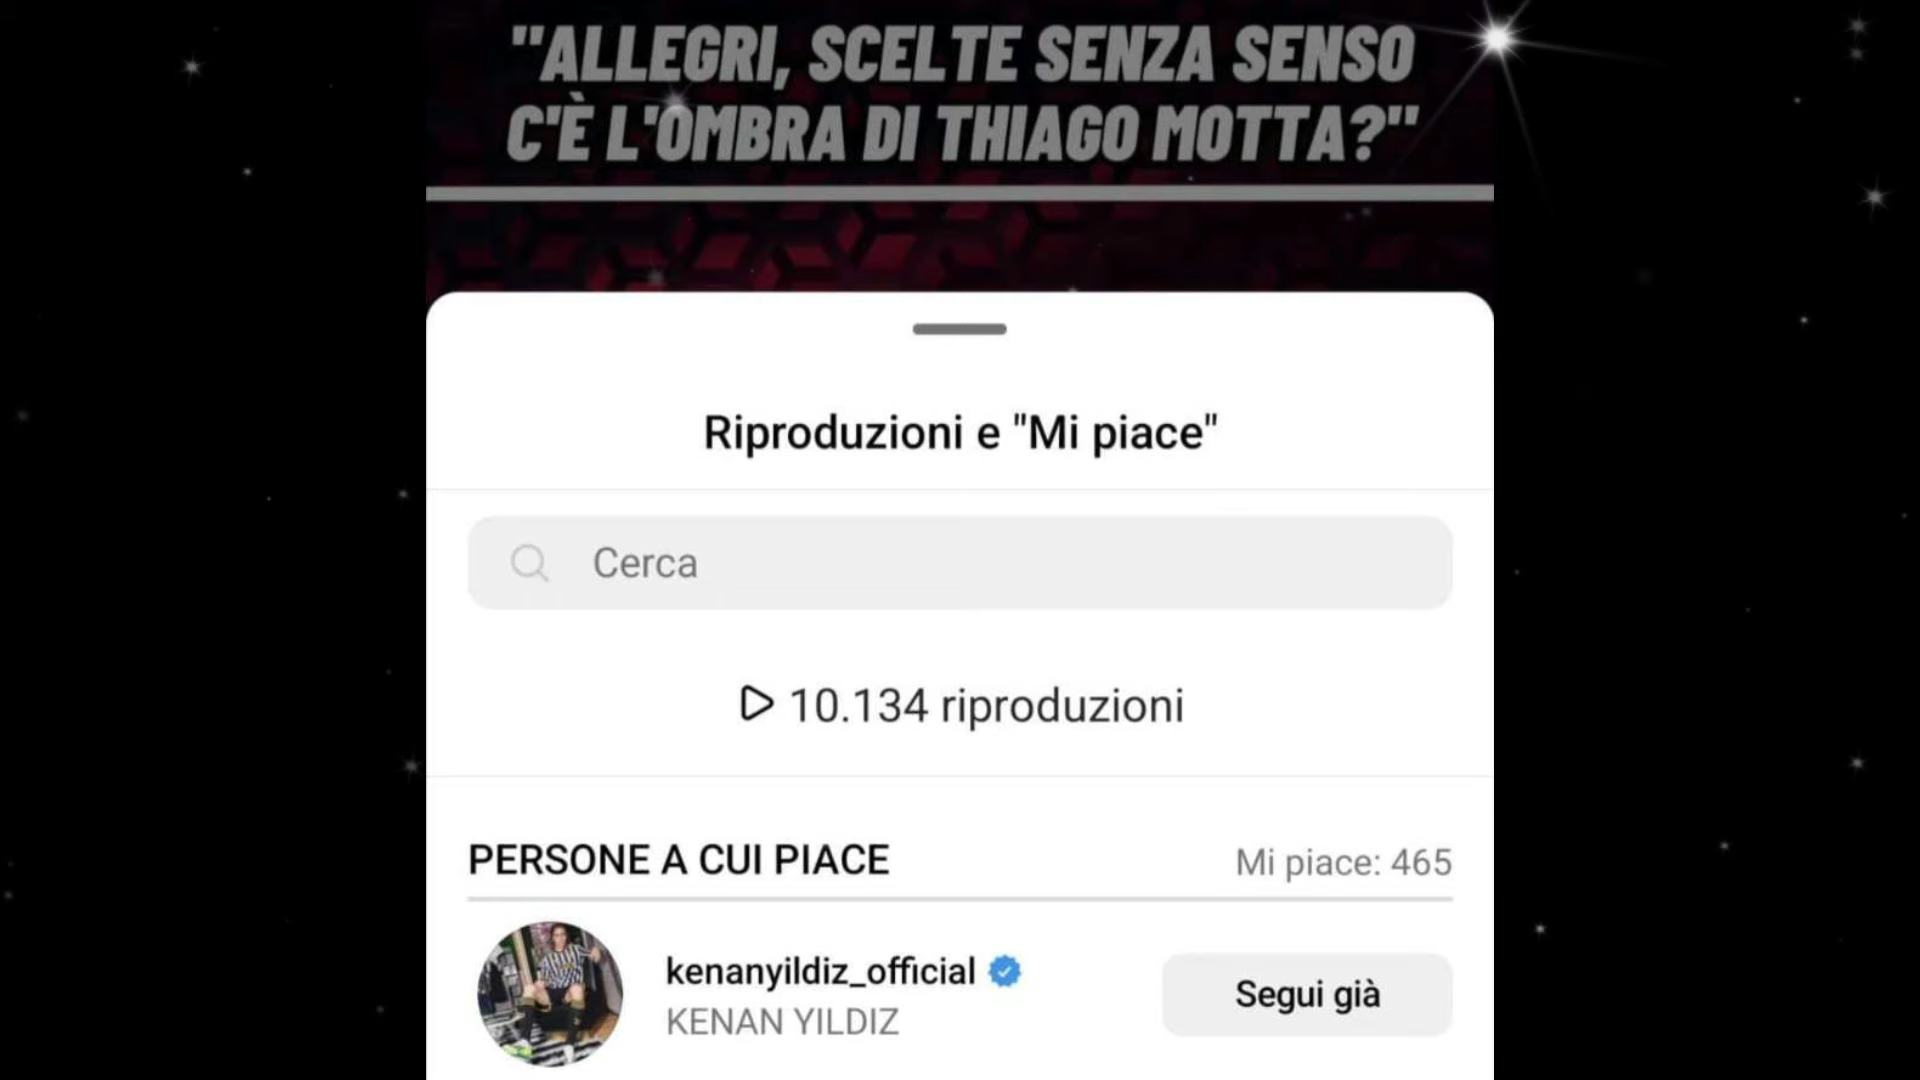 "ALLEGRI, SCELTE SENZA SENSO
C'È L'OMBRA DI THIAGO MOTTA?"
Riproduzioni e "Mi piace"
Cerca
10.134 riproduzioni
PERSONE A CUI PIACE
Mi piace: 465
kenanyildiz_official
KENAN YILDIZ
Segui già